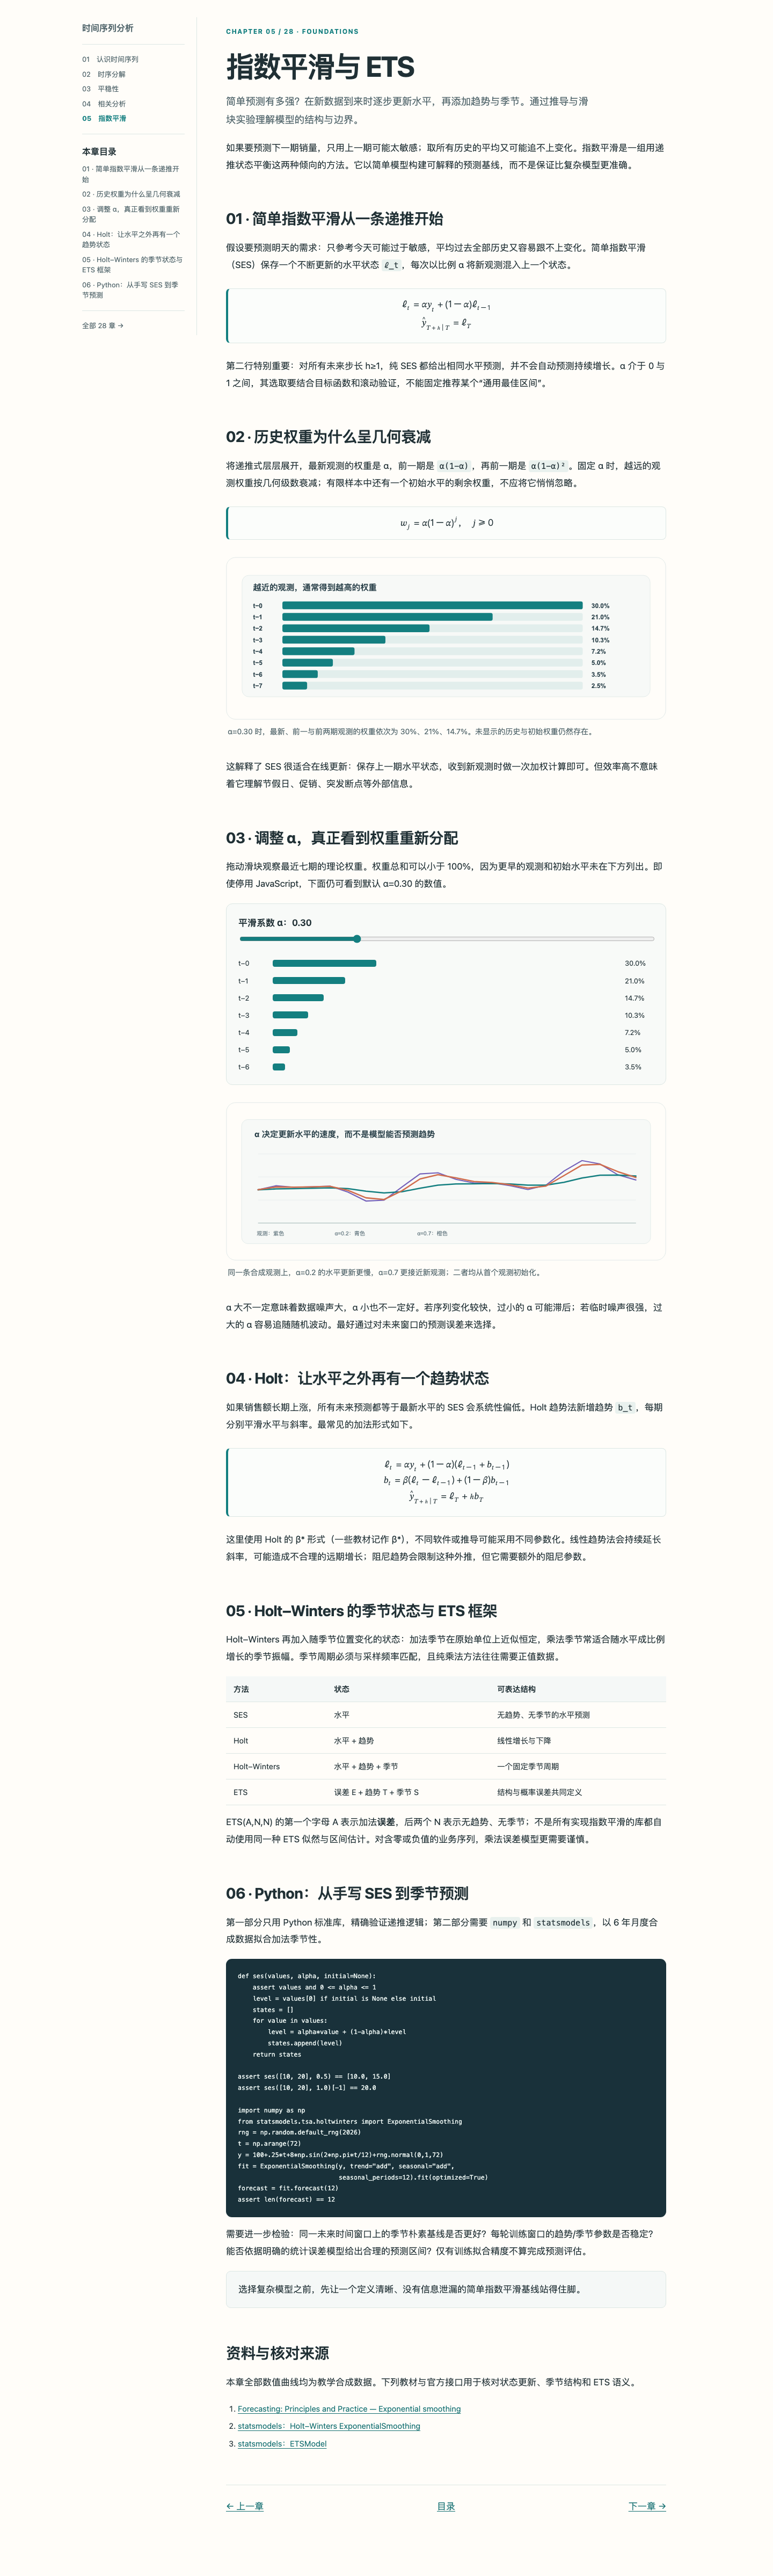 时间序列分析
01 认识时间序列
02 时序分解
03 平稳性
04 相关分析
05 指数平滑
本章目录
01 · 简单指数平滑从一条递推开
始
02 · 历史权重为什么呈几何衰减
03 · 调整 α，真正看到权重重新
分配
04 · Holt：让水平之外再有一个
趋势状态
05 · Holt–Winters 的季节状态与
ETS 框架
06 · Python：从手写 SES 到季
节预测
全部 28 章 →
CHAPTER 05 / 28 · FOUNDATIONS
指数平滑与 ETS
简单预测有多强？在新数据到来时逐步更新水平，再添加趋势与季节。通过推导与滑
块实验理解模型的结构与边界。
如果要预测下一期销量，只用上一期可能太敏感；取所有历史的平均又可能追不上变化。指数平滑是一组用递
推状态平衡这两种倾向的方法。它以简单模型构建可解释的预测基线，而不是保证比复杂模型更准确。
01 · 简单指数平滑从一条递推开始
假设要预测明天的需求：只参考今天可能过于敏感，平均过去全部历史又容易跟不上变化。简单指数平滑
（SES）保存一个不断更新的水平状态 ℓ_t，每次以比例 α 将新观测混入上一个状态。
ℓₜ = αyₜ + (1 − α)ℓₜ₋₁
ŷ_{T+h|T} = ℓ_T
第二行特别重要：对所有未来步长 h≥1，纯 SES 都给出相同水平预测，并不会自动预测持续增长。α 介于 0 与
1 之间，其选取要结合目标函数和滚动验证，不能固定推荐某个“通用最佳区间”。
02 · 历史权重为什么呈几何衰减
将递推式层层展开，最新观测的权重是 α，前一期是 α(1−α)，再前一期是 α(1−α)²。固定 α 时，越远的观
测权重按几何级数衰减；有限样本中还有一个初始水平的剩余权重，不应将它悄悄忽略。
wⱼ = α(1 − α)ʲ, j ⩾ 0
越近的观测，通常得到越高的权重
t−0 30.0%
t−1 21.0%
t−2 14.7%
t−3 10.3%
t−4 7.2%
t−5 5.0%
t−6 3.5%
t−7 2.5%
α=0.30 时，最新、前一与前两期观测的权重依次为 30%、21%、14.7%。未显示的历史与初始权重仍然存在。
这解释了 SES 很适合在线更新：保存上一期水平状态，收到新观测时做一次加权计算即可。但效率高不意味
着它理解节假日、促销、突发断点等外部信息。
03 · 调整 α，真正看到权重重新分配
拖动滑块观察最近七期的理论权重。权重总和可以小于 100%，因为更早的观测和初始水平未在下方列出。即
使停用 JavaScript，下面仍可看到默认 α=0.30 的数值。
平滑系数 α：0.30
t−0 30.0%
t−1 21.0%
t−2 14.7%
t−3 10.3%
t−4 7.2%
t−5 5.0%
t−6 3.5%
α 决定更新水平的速度，而不是模型能否预测趋势
观测：紫色 α=0.2：青色 α=0.7：橙色
同一条合成观测上，α=0.2 的水平更新更慢，α=0.7 更接近新观测；二者均从首个观测初始化。
α 大不一定意味着数据噪声大，α 小也不一定好。若序列变化较快，过小的 α 可能滞后；若临时噪声很强，过
大的 α 容易追随随机波动。最好通过对未来窗口的预测误差来选择。
04 · Holt：让水平之外再有一个趋势状态
如果销售额长期上涨，所有未来预测都等于最新水平的 SES 会系统性偏低。Holt 趋势法新增趋势 b_t，每期
分别平滑水平与斜率。最常见的加法形式如下。
ℓₜ = αyₜ + (1 − α)(ℓₜ₋₁ + bₜ₋₁)
bₜ = β(ℓₜ − ℓₜ₋₁) + (1 − β)bₜ₋₁
ŷ_{T+h|T} = ℓ_T + hb_T
这里使用 Holt 的 β* 形式（一些教材记作 β*），不同软件或推导可能采用不同参数化。线性趋势法会持续延长
斜率，可能造成不合理的远期增长；阻尼趋势会限制这种外推，但它需要额外的阻尼参数。
05 · Holt–Winters 的季节状态与 ETS 框架
Holt–Winters 再加入随季节位置变化的状态：加法季节在原始单位上近似恒定，乘法季节常适合随水平成比例
增长的季节振幅。季节周期必须与采样频率匹配，且纯乘法方法往往需要正值数据。
方法 状态 可表达结构
SES 水平 无趋势、无季节的水平预测
Holt 水平 + 趋势 线性增长与下降
Holt–Winters 水平 + 趋势 + 季节 一个固定季节周期
ETS 误差 E + 趋势 T + 季节 S 结构与概率误差共同定义
ETS(A,N,N) 的第一个字母 A 表示加法误差，后两个 N 表示无趋势、无季节；不是所有实现指数平滑的库都自
动使用同一种 ETS 似然与区间估计。对含零或负值的业务序列，乘法误差模型更需要谨慎。
06 · Python：从手写 SES 到季节预测
第一部分只用 Python 标准库，精确验证递推逻辑；第二部分需要 numpy 和 statsmodels，以 6 年月度合
成数据拟合加法季节性。
def ses(values, alpha, initial=None):
    assert values and 0 <= alpha <= 1
    level = values[0] if initial is None else initial
    states = []
    for value in values:
        level = alpha*value + (1-alpha)*level
        states.append(level)
    return states
assert ses([10, 20], 0.5) == [10.0, 15.0]
assert ses([10, 20], 1.0)[-1] == 20.0
import numpy as np
from statsmodels.tsa.holtwinters import ExponentialSmoothing
rng = np.random.default_rng(2026)
t = np.arange(72)
y = 100+.25*t+8*np.sin(2*np.pi*t/12)+rng.normal(0,1,72)
fit = ExponentialSmoothing(y, trend="add", seasonal="add",
                           seasonal_periods=12).fit(optimized=True)
forecast = fit.forecast(12)
assert len(forecast) == 12
需要进一步检验：同一未来时间窗口上的季节朴素基线是否更好？每轮训练窗口的趋势/季节参数是否稳定？
能否依据明确的统计误差模型给出合理的预测区间？仅有训练拟合精度不算完成预测评估。
选择复杂模型之前，先让一个定义清晰、没有信息泄漏的简单指数平滑基线站得住脚。
资料与核对来源
本章全部数值曲线均为教学合成数据。下列教材与官方接口用于核对状态更新、季节结构和 ETS 语义。
1. Forecasting: Principles and Practice — Exponential smoothing
2. statsmodels：Holt–Winters ExponentialSmoothing
3. statsmodels：ETSModel
← 上一章 目录 下一章 →